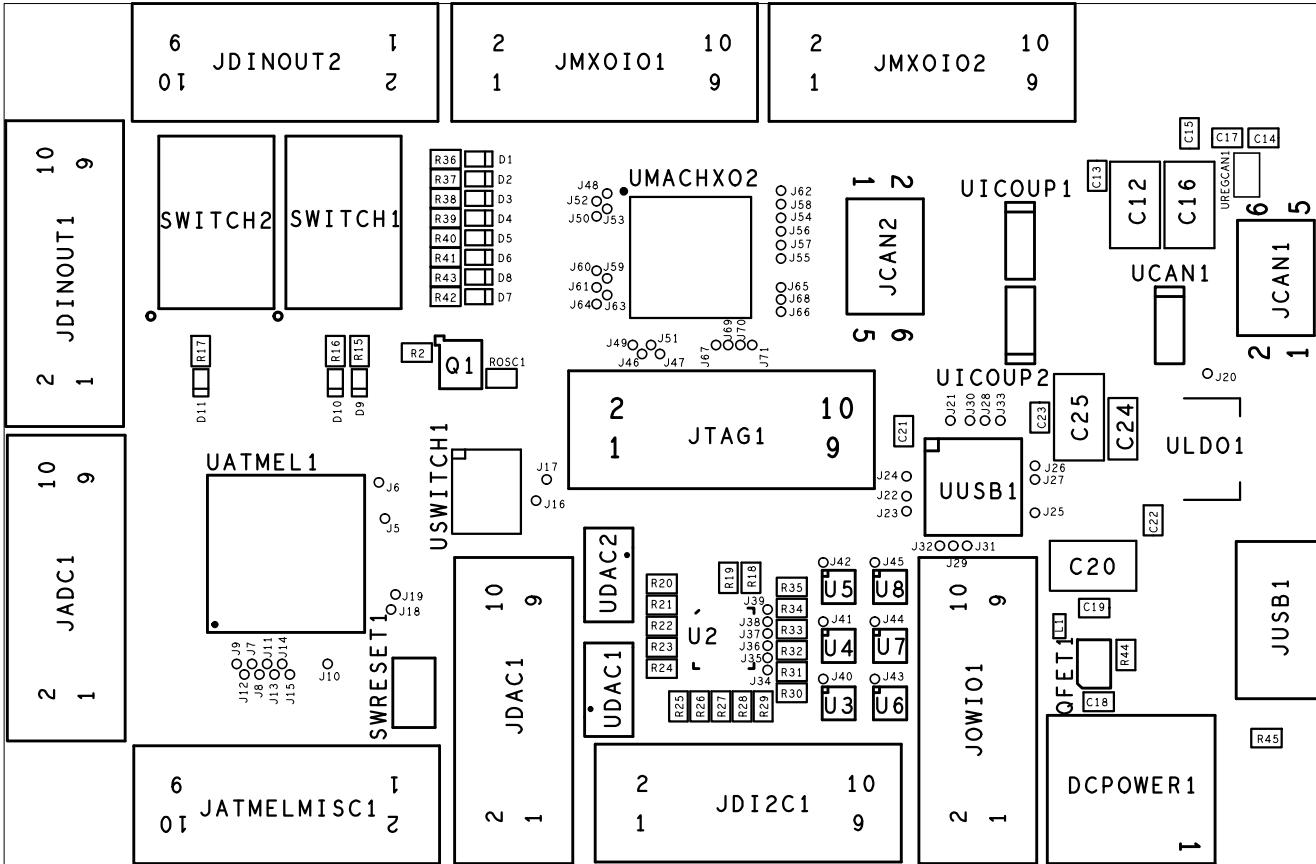 9 1
JDINOUT2
10 2
2 10
JMXOIO1
1 9
2 10
JMXOIO2
1 9
10 9
JDINOUT1
2 1
SWITCH2
SWITCH1
R36 D1
R37 D2
R38 D3
R39 D4
R40 D5
R41 D6
R43 D8
R42 D7
UMACHXO2
J48
J52
J50 J53
J60 J59
J61
J64 J63
J62
J58
J54
J56
J57
J55
J65
J68
J66
J49 J51
J46 J47
J67 J69 J70 J71
1 2
JCAN2
5 6
UICOUP1
UICOUP2
C13
C12
C16
C15
C17 C14
UREGCAN1
UCAN1
6 5
JCAN1
2 1
J20
R17
D11
R16 R15
D10 D9
R2
Q1
ROSC1
2 10
JTAG1
1 9
C21
J21 J30 J28 J33
C23
C25
C24
ULDO1
10 9
JADC1
2 1
UATMEL1
J6
J5
J19
J18
USWITCH1
J17
J16
J24
J22
J23
UUSB1
J26
J27
J25
J32 J31
J29
C22
C20
C19
L1
R44
QFET1
C18
JUSB1
R45
J9 J7 J11 J14
J12 J8 J13 J15
J10
SWRESET1
10 9
JDAC1
2 1
UDAC2
UDAC1
R20
R21
R22
R23
R24
R19 R18
U2
J39
J38
J37
J36
J35
J34
R35
R34
R33
R32
R31
R30
R25 R26 R27 R28 R29
J42 J45
U5 U8
J41 J44
U4 U7
J40 J43
U3 U6
10 9
JOWIO1
2 1
DCPOWER1
1
9 1
JATMELMISC1
10 2
2 10
JDI2C1
1 9